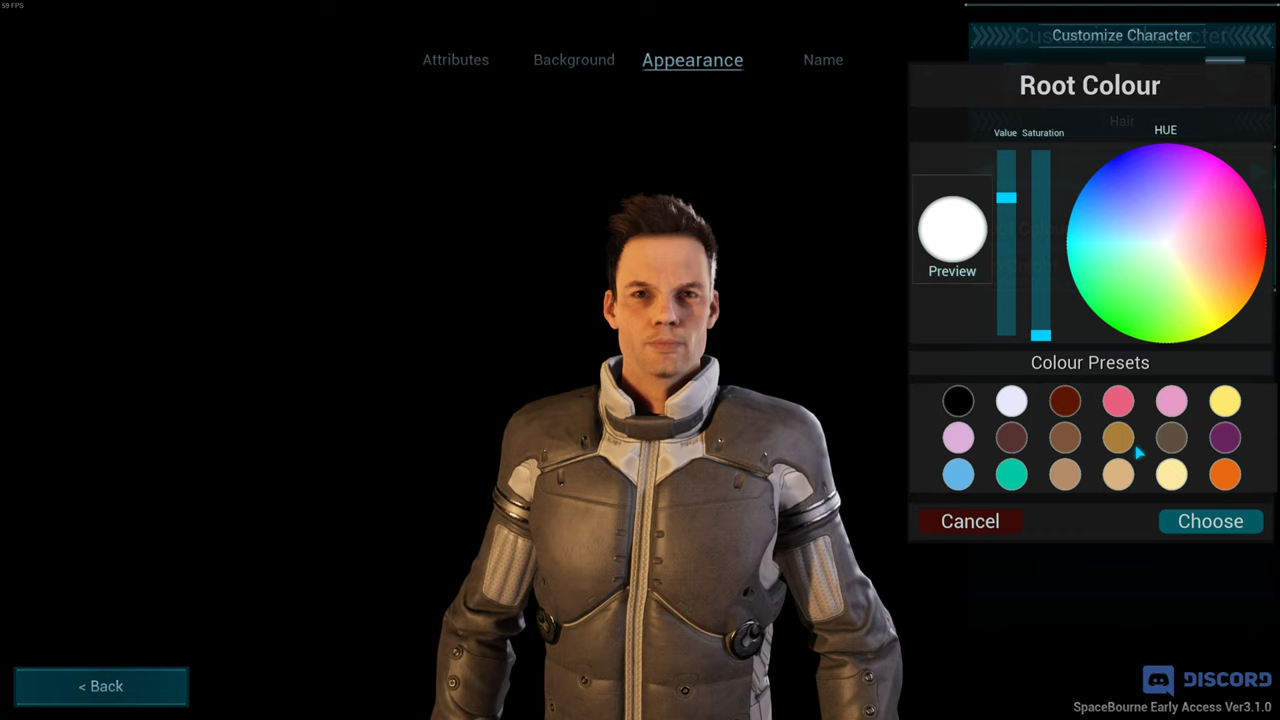 59 FPS
Customize Character
Attributes
Background
Appearance
Name
Root Colour
Hair
Value
Saturation
HUE
Preview
Colour Presets
Cancel
Choose
< Back
DISCORD
SpaceBourne Early Access Ver3.1.0